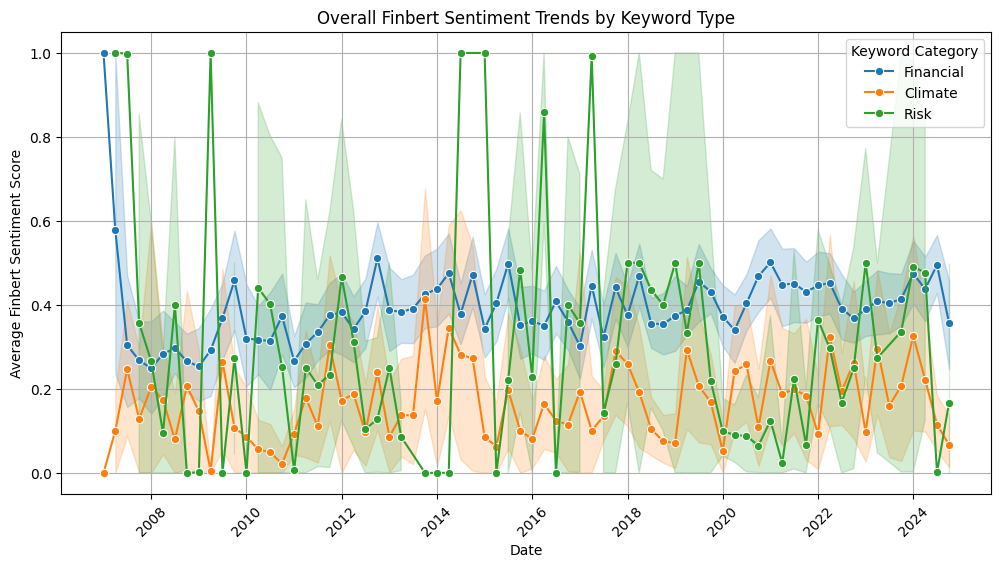 Overall Finbert Sentiment Trends by Keyword Type
Average Finbert Sentiment Score
1.0
0.8
0.6
0.4
0.2
0.0
Keyword Category
Financial
Climate
Risk
2008
2010
2012
2014
2016
2018
2020
2022
2024
Date